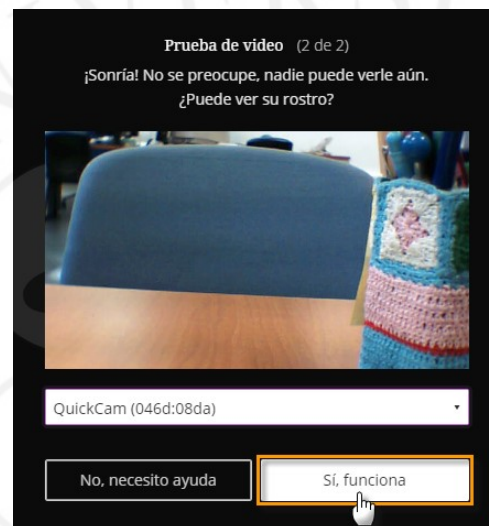 Prueba de video (2 de 2)
¡Sonría! No se preocupe, nadie puede verle aún.
¿Puede ver su rostro?
QuickCam (046d:08da)
No, necesito ayuda
Sí, funciona